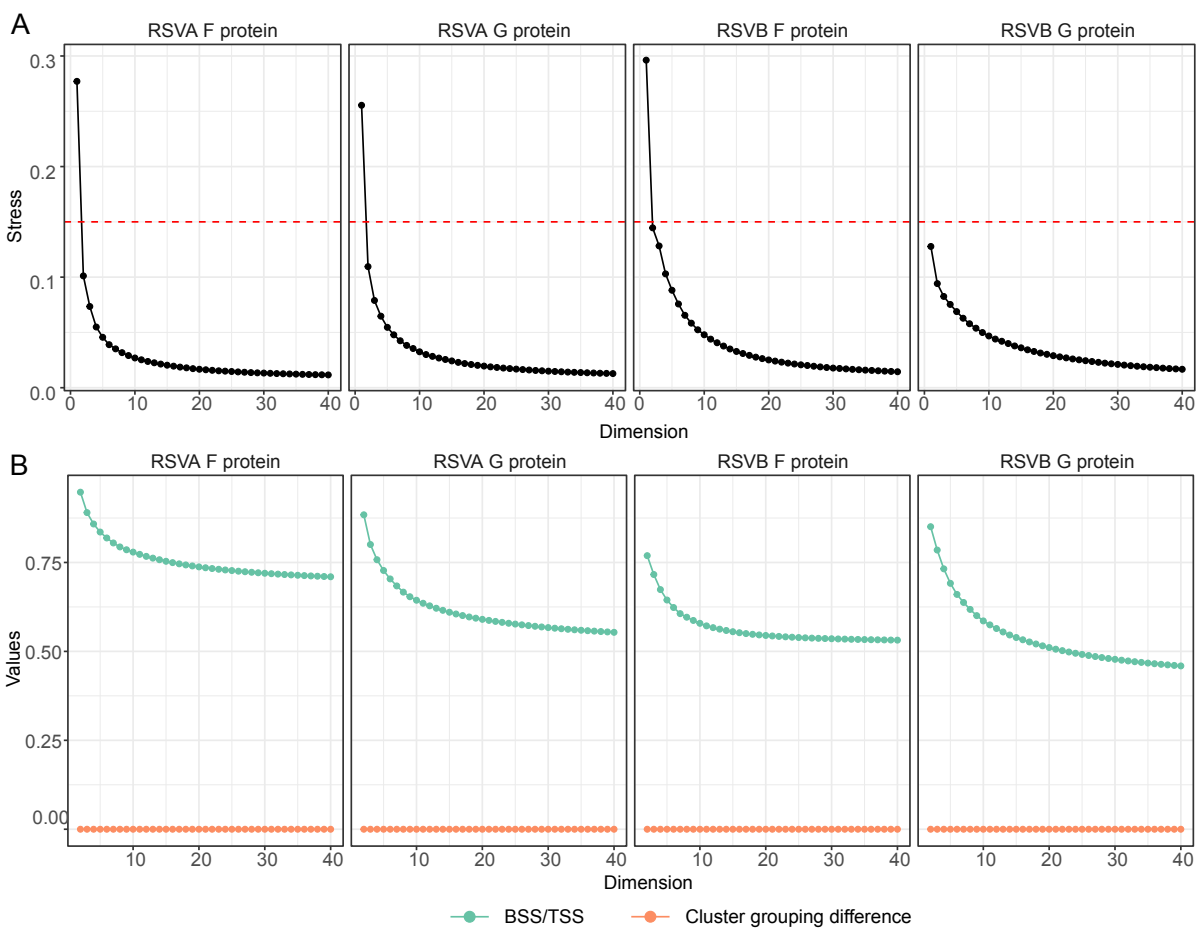 A
RSVA F protein
RSVA G protein
RSVB F protein
RSVB G protein
0.3
0.2
0.1
0.0
Stress
0 10 20 30 40
0 10 20 30 40
0 10 20 30 40
0 10 20 30 40
Dimension
B
RSVA F protein
RSVA G protein
RSVB F protein
RSVB G protein
0.75
0.50
0.25
0.00
Values
10 20 30 40
10 20 30 40
10 20 30 40
10 20 30 40
Dimension
BSS/TSS
Cluster grouping difference